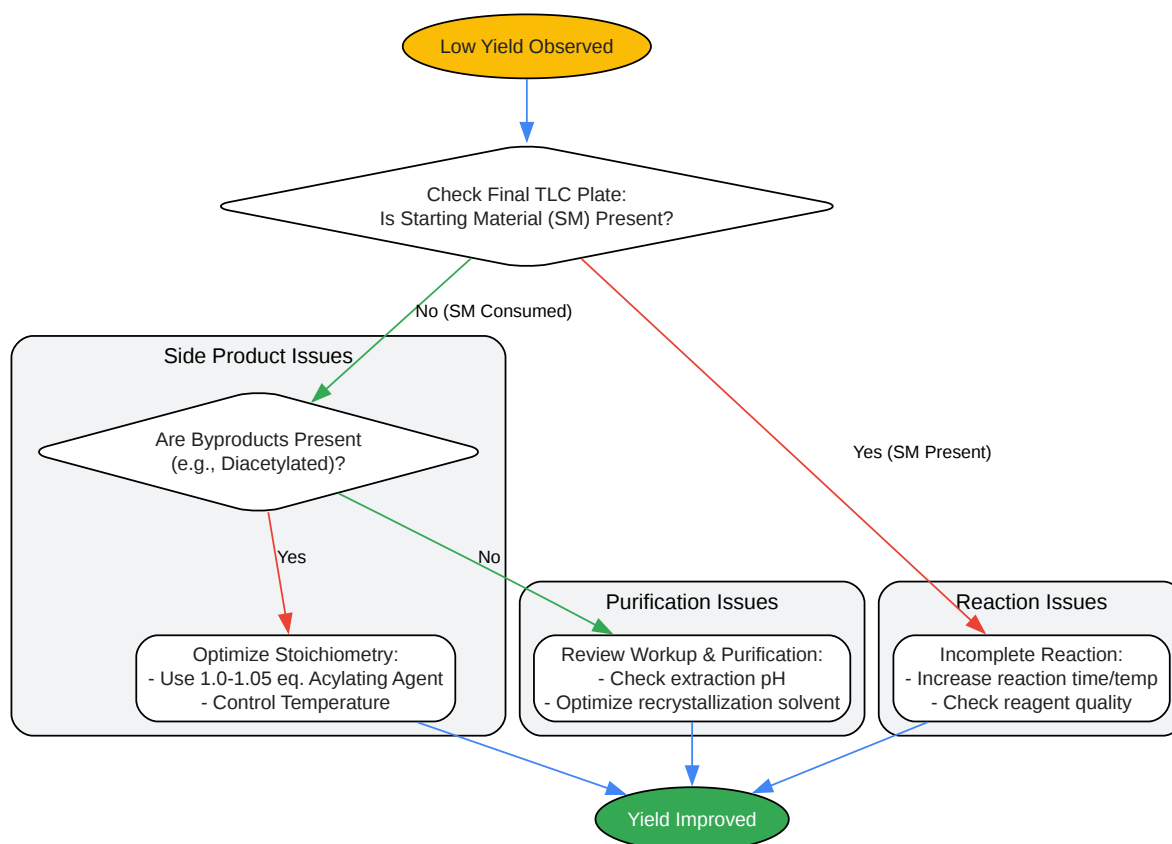 Low Yield Observed
Check Final TLC Plate:
Is Starting Material (SM) Present?
No (SM Consumed)
Side Product Issues
Are Byproducts Present
(e.g., Diacetylated)?
Yes (SM Present)
Yes
No
Purification Issues
Reaction Issues
Optimize Stoichiometry:
- Use 1.0-1.05 eq. Acylating Agent
- Control Temperature
Review Workup & Purification:
- Check extraction pH
- Optimize recrystallization solvent
Incomplete Reaction:
- Increase reaction time/temp
- Check reagent quality
Yield Improved